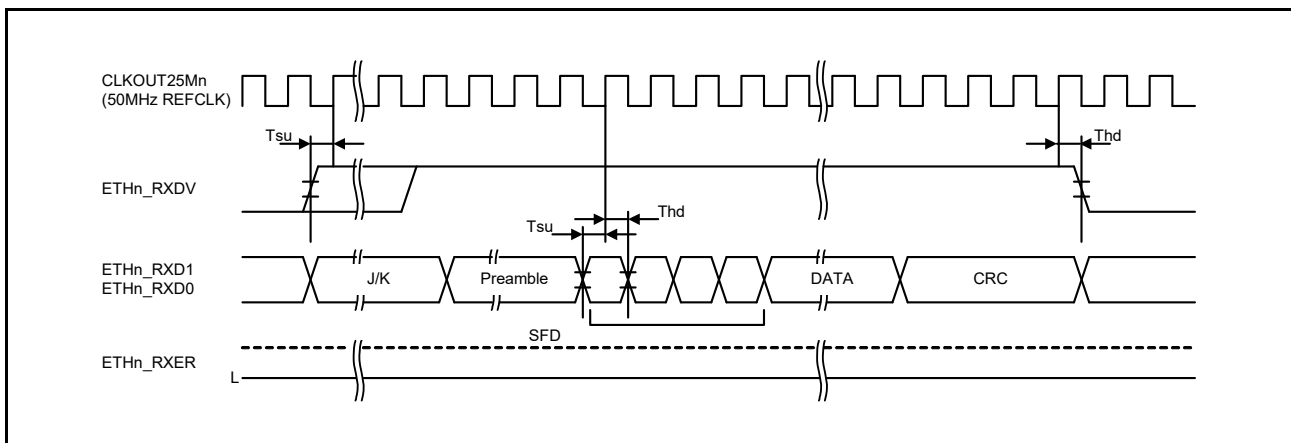 CLKOUT25Mn
(50MHz REFCLK)
Tsu
Thd
ETHn_RXDV
Tsu
Thd
ETHn_RXD1
ETHn_RXD0
J/K
Preamble
DATA
CRC
SFD
ETHn_RXER
L